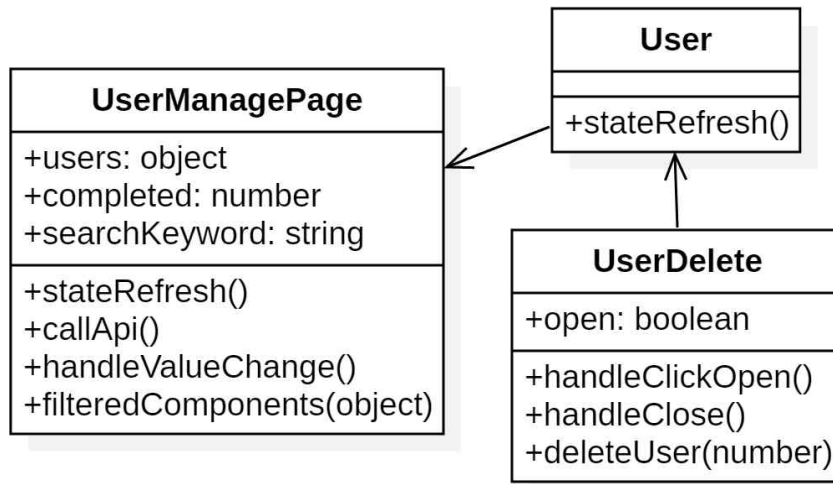 UserManagePage
+users: object
+completed: number
+searchKeyword: string
+stateRefresh()
+callApi()
+handleValueChange()
+filteredComponents(object)
User
+stateRefresh()
UserDelete
+open: boolean
+handleClickOpen()
+handleClose()
+deleteUser(number)